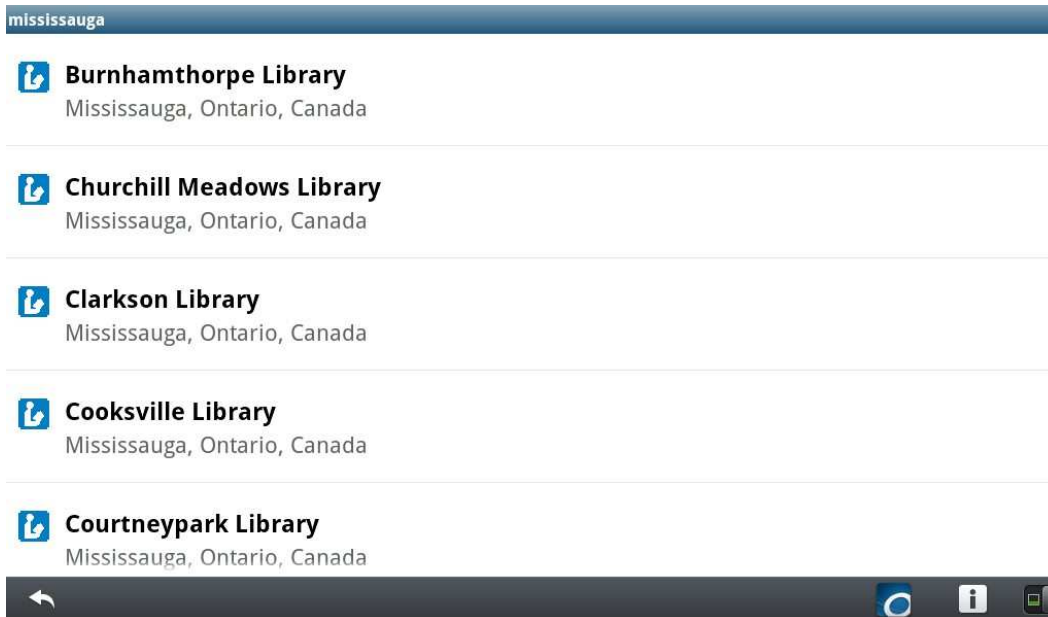 mississauga
Burnhamthorpe Library
Mississauga, Ontario, Canada
Churchill Meadows Library
Mississauga, Ontario, Canada
Clarkson Library
Mississauga, Ontario, Canada
Cooksville Library
Mississauga, Ontario, Canada
Courtneypark Library
Mississauga, Ontario, Canada